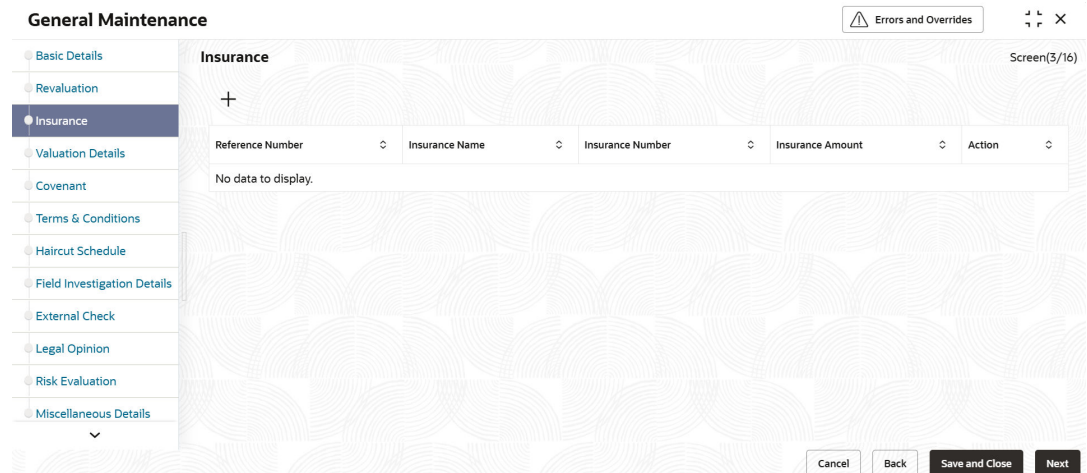 General Maintenance
Errors and Overrides
Basic Details
Revaluation
Insurance
Valuation Details
Covenant
Terms & Conditions
Haircut Schedule
Field Investigation Details
External Check
Legal Opinion
Risk Evaluation
Miscellaneous Details
Insurance
Screen(3/16)
Reference Number Insurance Name Insurance Number Insurance Amount Action
No data to display.
Cancel Back Save and Close Next